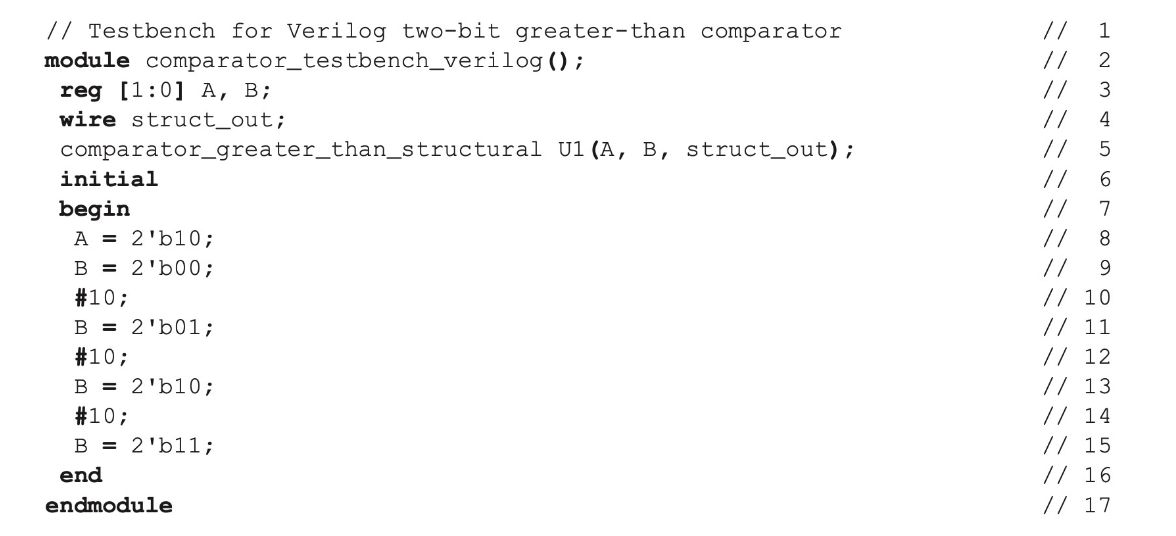 // Testbench for Verilog two-bit greater-than comparator // 1
module comparator_testbench_verilog(); // 2
reg [1:0] A, B; // 3
wire struct_out; // 4
comparator_greater_than_structural U1(A, B, struct_out); // 5
initial // 6
begin // 7
A = 2'b10; // 8
B = 2'b00; // 9
#10; // 10
B = 2'b01; // 11
#10; // 12
B = 2'b10; // 13
#10; // 14
B = 2'b11; // 15
end // 16
endmodule // 17